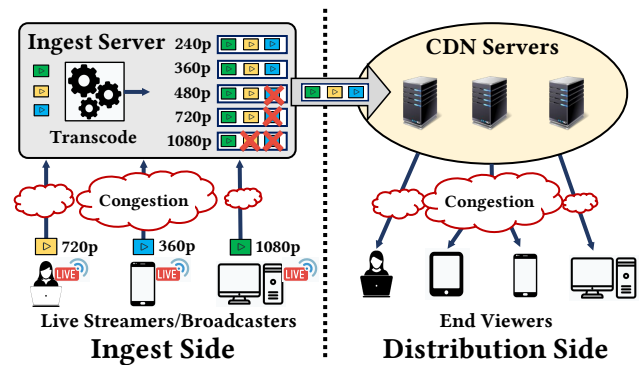 Ingest Server
Transcode
240p
360p
480p
720p
1080p
CDN Servers
Congestion
720p
360p
1080p
LIVE
LIVE
LIVE
Live Streamers/Broadcasters
Ingest Side
Congestion
End Viewers
Distribution Side